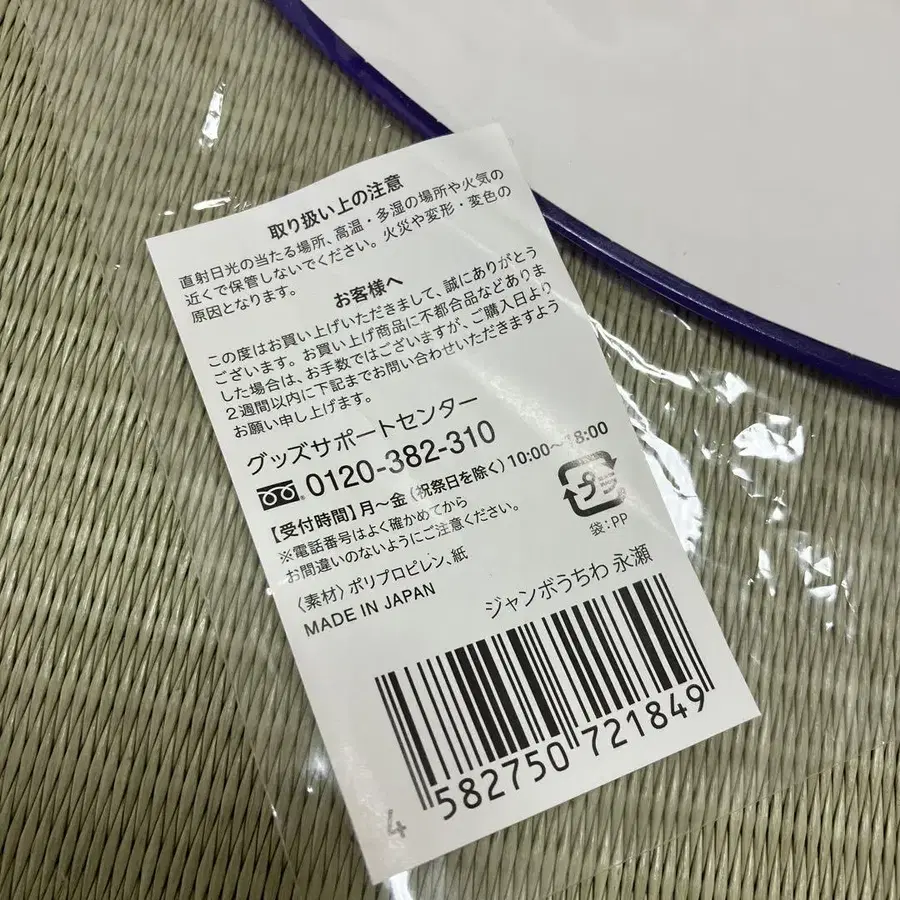 取り扱い上の注意
直射日光の当たる場所、高温・多湿の場所や火気の
近くで保管しないでください。火災や変形・変色の
原因となります。
お客様へ
この度はお買い上げいただきまして、誠にありがとう
ございます。お買い上げ商品に不都合品などありま
した場合は、お手数ではございますが、ご購入日より
2週間以内に下記までお問い合わせいただきますよう
お願い申し上げます。
グッズサポートセンター
0120-382-310
【受付時間】月〜金(祝祭日を除く)10:00〜18:00
※電話番号はよく確かめてから
お間違いのないようにご注意ください。
プラ
袋:PP
〈素材〉ポリプロピレン、紙
MADE IN JAPAN
ジャンボうちわ 永瀬
4 582750 721849